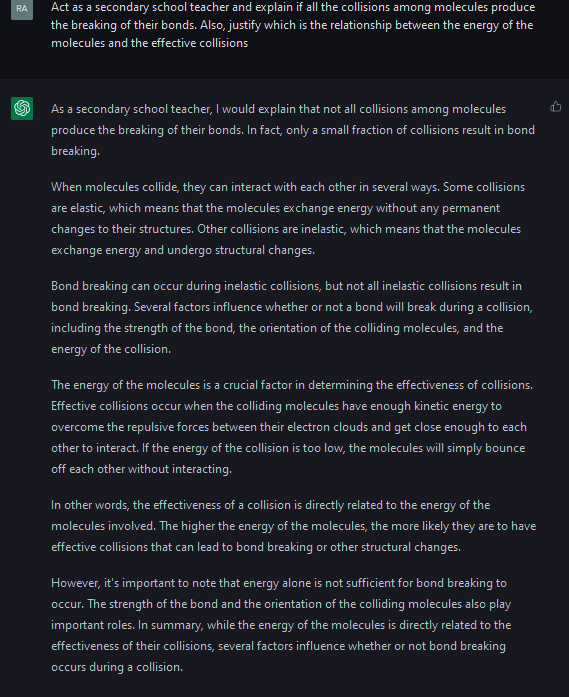 RA
Act as a secondary school teacher and explain if all the collisions among molecules produce
the breaking of their bonds. Also, justify which is the relationship between the energy of the
molecules and the effective collisions
As a secondary school teacher, I would explain that not all collisions among molecules
produce the breaking of their bonds. In fact, only a small fraction of collisions result in bond
breaking.
When molecules collide, they can interact with each other in several ways. Some collisions
are elastic, which means that the molecules exchange energy without any permanent
changes to their structures. Other collisions are inelastic, which means that the molecules
exchange energy and undergo structural changes.
Bond breaking can occur during inelastic collisions, but not all inelastic collisions result in
bond breaking. Several factors influence whether or not a bond will break during a collision,
including the strength of the bond, the orientation of the colliding molecules, and the
energy of the collision.
The energy of the molecules is a crucial factor in determining the effectiveness of collisions.
Effective collisions occur when the colliding molecules have enough kinetic energy to
overcome the repulsive forces between their electron clouds and get close enough to each
other to interact. If the energy of the collision is too low, the molecules will simply bounce
off each other without interacting.
In other words, the effectiveness of a collision is directly related to the energy of the
molecules involved. The higher the energy of the molecules, the more likely they are to have
effective collisions that can lead to bond breaking or other structural changes.
However, it's important to note that energy alone is not sufficient for bond breaking to
occur. The strength of the bond and the orientation of the colliding molecules also play
important roles. In summary, while the energy of the molecules is directly related to the
effectiveness of their collisions, several factors influence whether or not bond breaking
occurs during a collision.